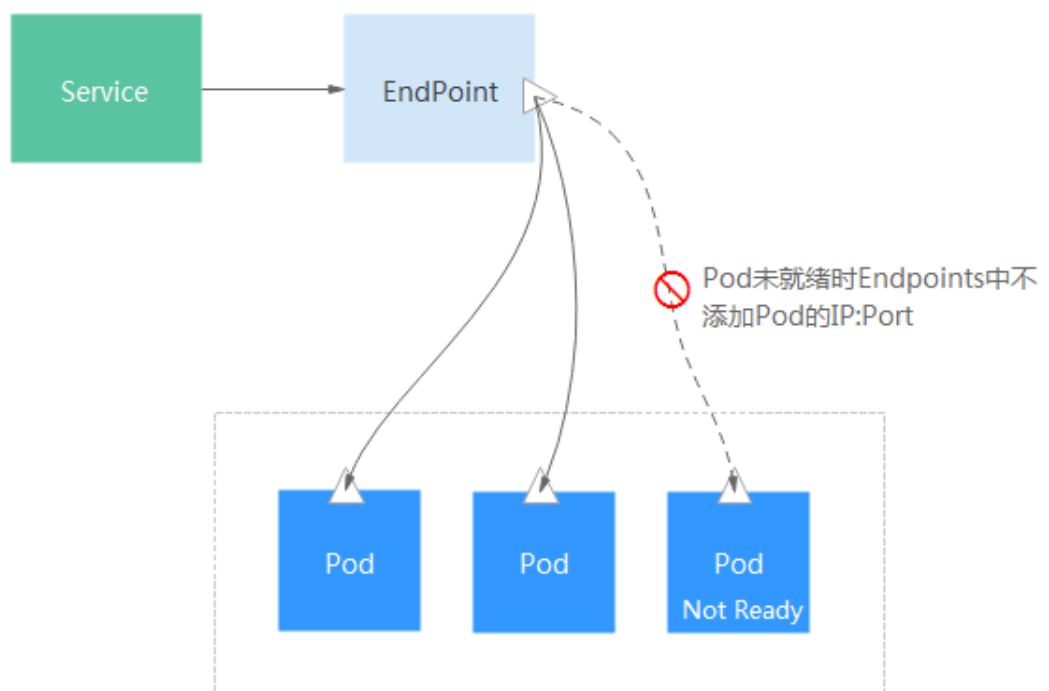 Service
EndPoint
Pod未就绪时Endpoints中不
添加Pod的IP:Port
Pod
Pod
Pod
Not Ready